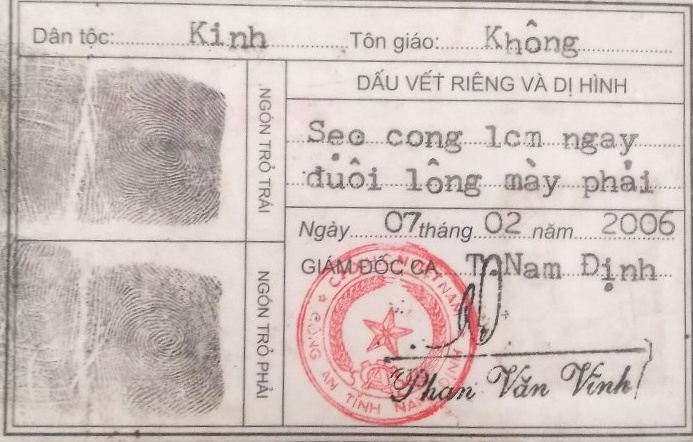 Dân tộc: Kinh Tôn giáo: Không
DẤU VẾT RIÊNG VÀ DỊ HÌNH
NGÓN TRỎ TRÁI
Sẹo cong 1cm ngay
đuôi lông mày phải
Ngày 07 tháng 02 năm 2006
GIÁM ĐỐC CA T.Nam Định
NGÓN TRỎ PHẢI
CÔNG AN TỈNH NAM ĐỊNH
Phan Văn Vĩnh